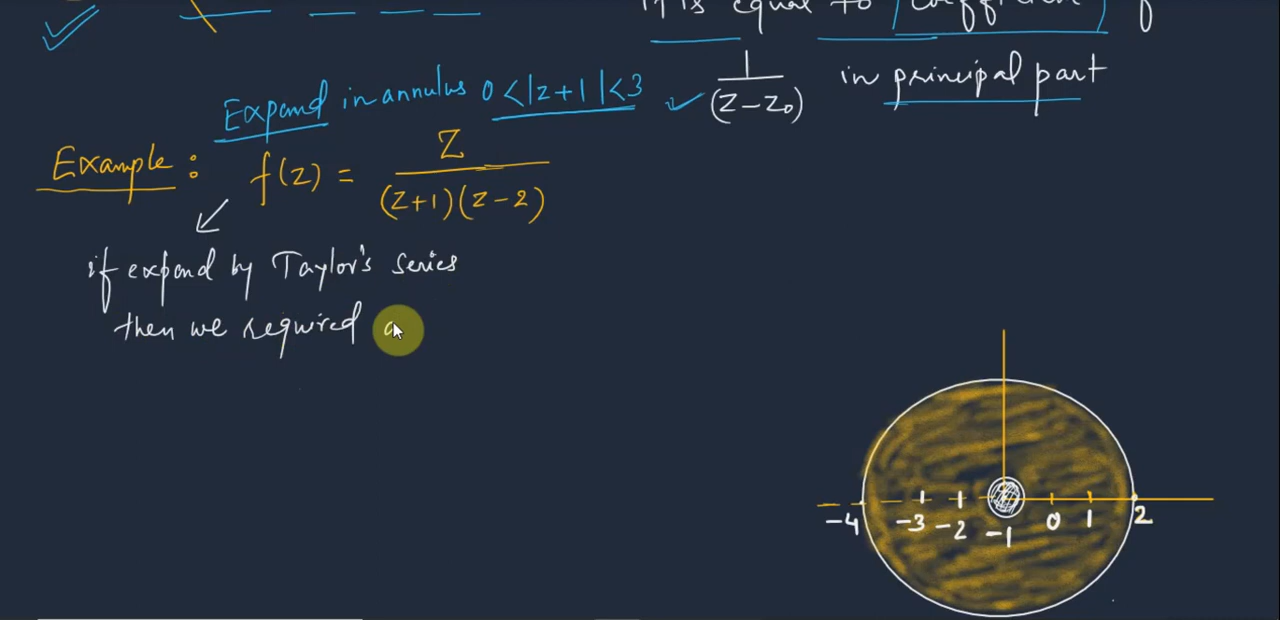 it is equal to coefficient of
1/(z-z₀) in principal part
Expand in annulus 0<|z+1|<3
Example: f(z) = z/((z+1)(z-2))
if expand by Taylor's series
then we required a
-4 -3 -2 -1 0 1 2